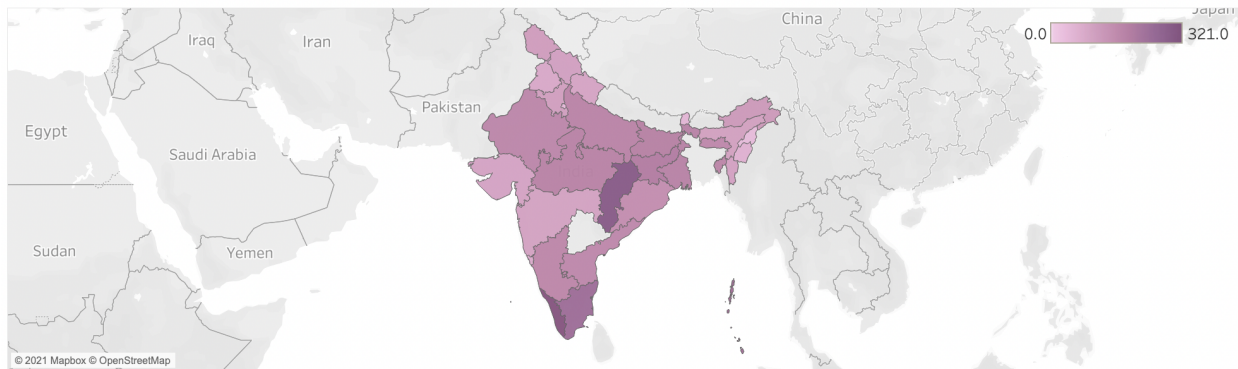 China
Japan
0.0
321.0
Iraq
Iran
Pakistan
Egypt
Saudi Arabia
Sudan
Yemen
© 2021 Mapbox © OpenStreetMap